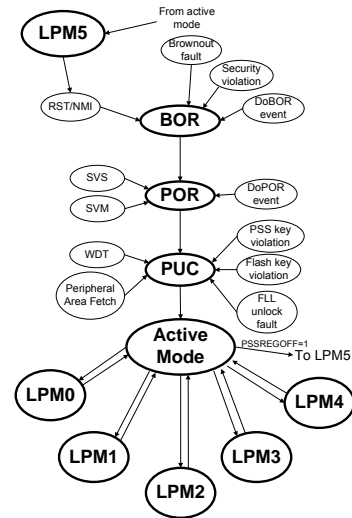 From active
mode
LPM5
Brownout
fault
Security
violation
RST/NMI
DoBOR
event
BOR
SVS
SVM
POR
DoPOR
event
PSS key
violation
WDT
PUC
Flash key
violation
Peripheral
Area Fetch
FLL
unlock
fault
Active
Mode
PSSREGOFF=1
To LPM5
LPM0
LPM4
LPM1
LPM3
LPM2